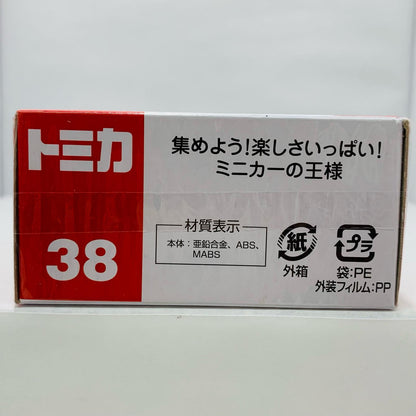 トミカ
38
集めよう!楽しさいっぱい!
ミニカーの王様
材質表示
本体:亜鉛合金、ABS、
MABS
紙
外箱
プラ
袋:PE
外装フィルム:PP